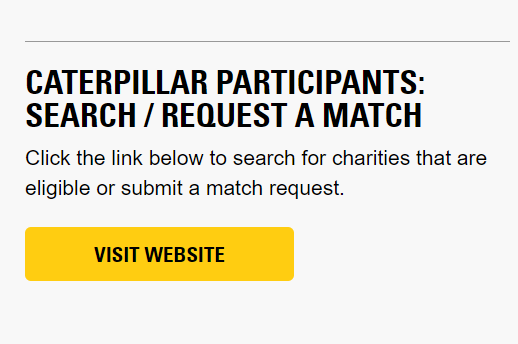 CATERPILLAR PARTICIPANTS:
SEARCH / REQUEST A MATCH
Click the link below to search for charities that are
eligible or submit a match request.
VISIT WEBSITE